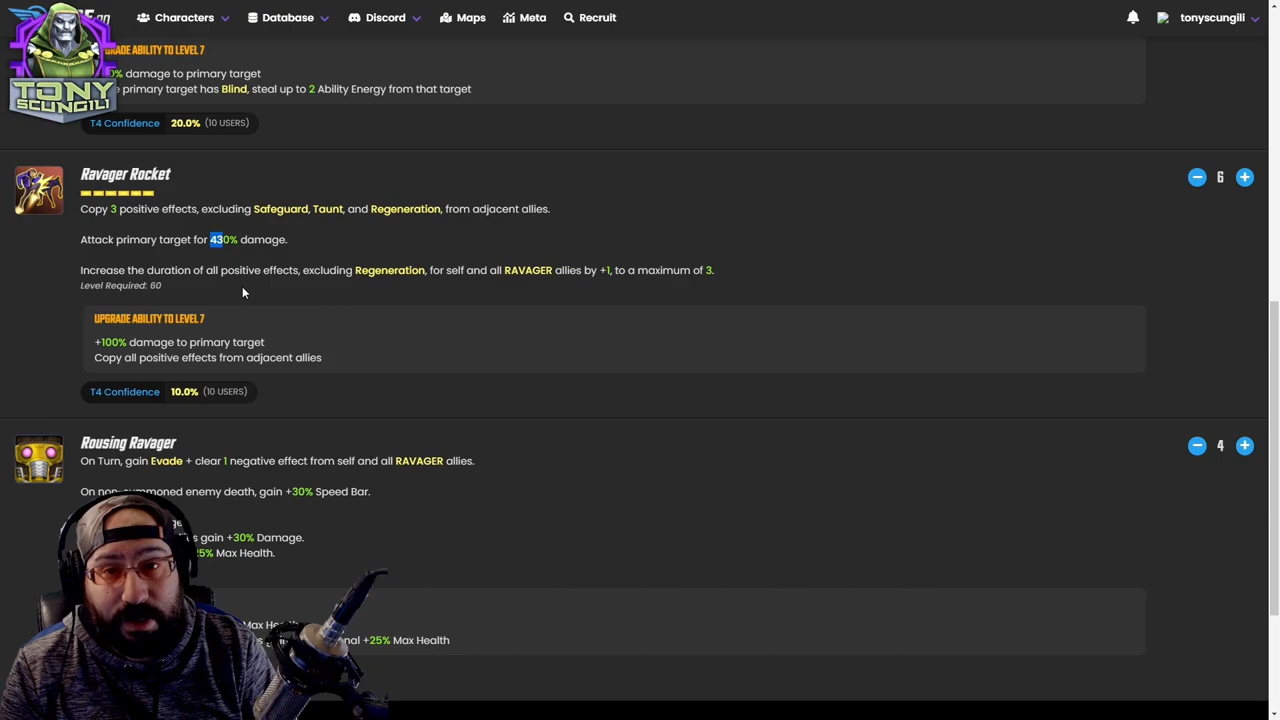 Characters
Database
Discord
Maps
Meta
Recruit
tonyscungili
TONY
SCUNGILI
ADE ABILITY TO LEVEL 7
% damage to primary target
primary target has Blind, steal up to 2 Ability Energy from that target
T4 Confidence 20.0% (10 USERS)
Ravager Rocket
6
Copy 3 positive effects, excluding Safeguard, Taunt, and Regeneration, from adjacent allies.
Attack primary target for 430% damage.
Increase the duration of all positive effects, excluding Regeneration, for self and all RAVAGER allies by +1, to a maximum of 3.
Level Required: 60
UPGRADE ABILITY TO LEVEL 7
+100% damage to primary target
Copy all positive effects from adjacent allies
T4 Confidence 10.0% (10 USERS)
Rousing Ravager
4
On Turn, gain Evade + clear 1 negative effect from self and all RAVAGER allies.
On non-summoned enemy death, gain +30% Speed Bar.
gain +30% Damage.
25% Max Health.
Max Health
+25% Max Health